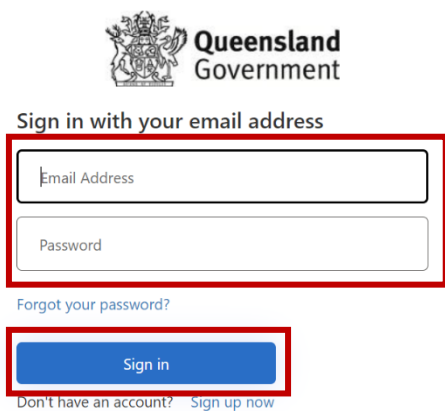 Queensland
Government
Sign in with your email address
Email Address
Password
Forgot your password?
Sign in
Don't have an account? Sign up now